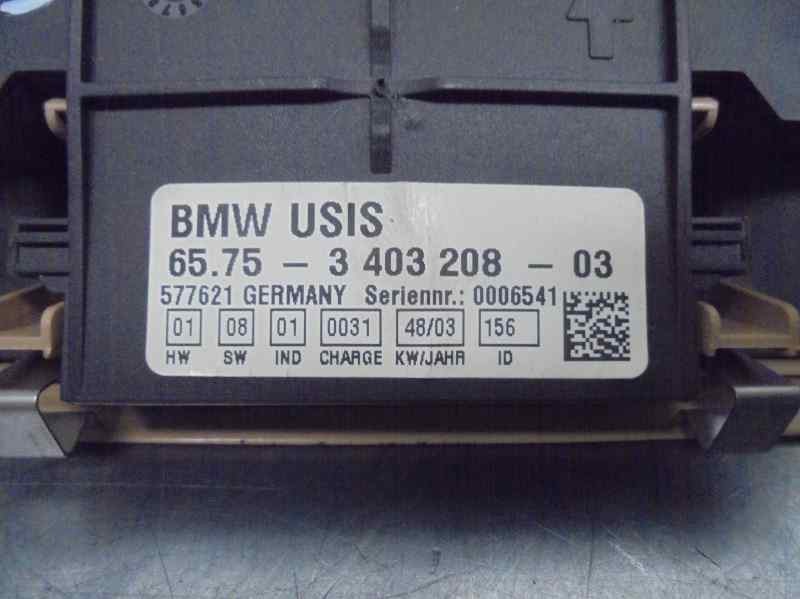 BMW USIS
65.75 - 3 403 208 - 03
577621 GERMANY Seriennr.: 0006541
01 08 01 0031 48/03 156
HW SW IND CHARGE KW/JAHR ID